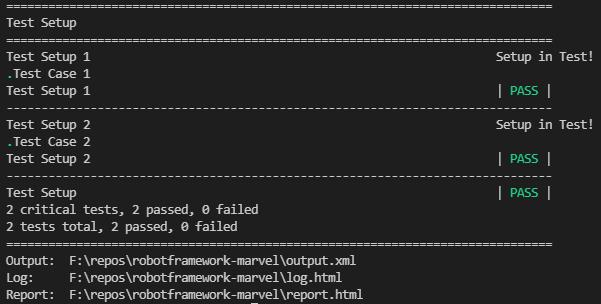 ==============================================================================
Test Setup
==============================================================================
Test Setup 1                                                          Setup in Test!
.Test Case 1
Test Setup 1                                                          | PASS |
------------------------------------------------------------------------------
Test Setup 2                                                          Setup in Test!
.Test Case 2
Test Setup 2                                                          | PASS |
------------------------------------------------------------------------------
Test Setup                                                            | PASS |
2 critical tests, 2 passed, 0 failed
2 tests total, 2 passed, 0 failed
==============================================================================
Output:  F:\repos\robotframework-marvel\output.xml
Log:     F:\repos\robotframework-marvel\log.html
Report:  F:\repos\robotframework-marvel\report.html